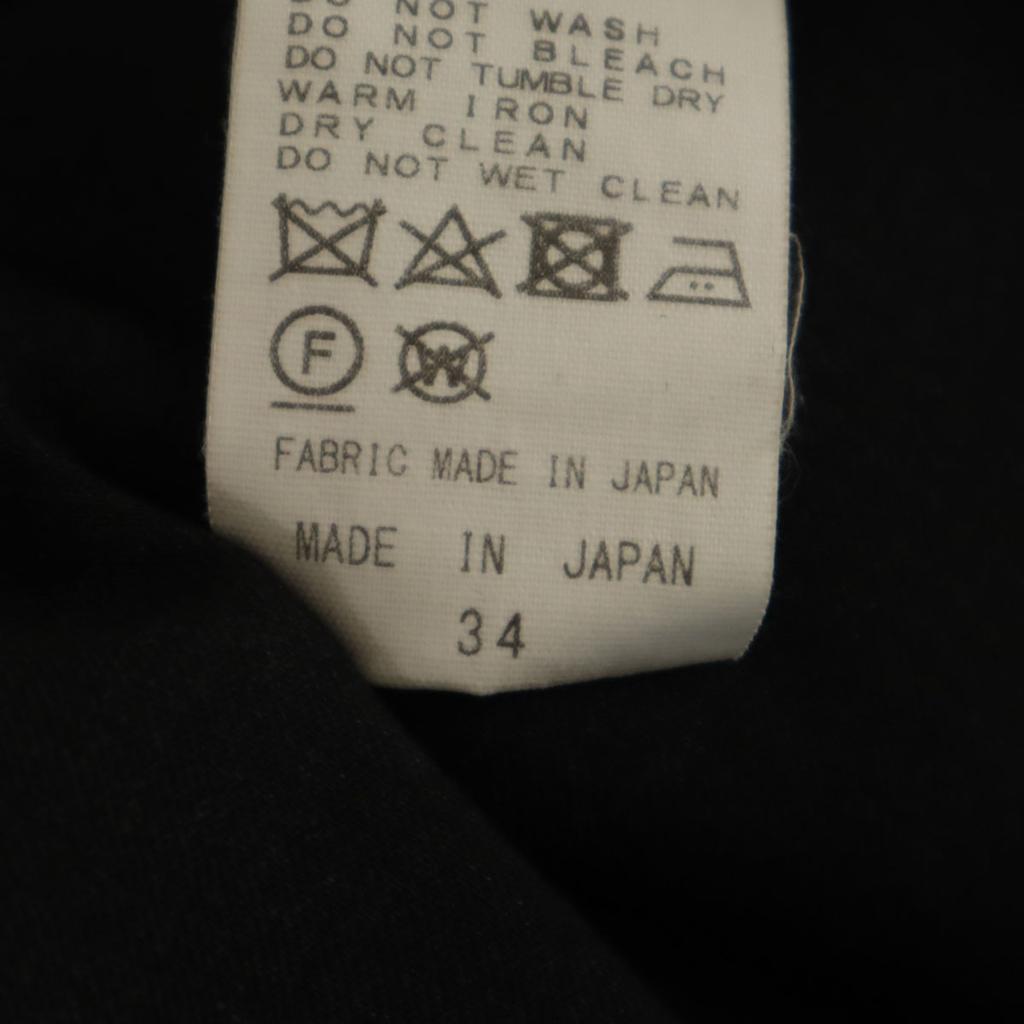 DO NOT WASH
DO NOT BLEACH
DO NOT TUMBLE DRY
WARM IRON
DRY CLEAN
DO NOT WET CLEAN
F W
FABRIC MADE IN JAPAN
MADE IN JAPAN
34